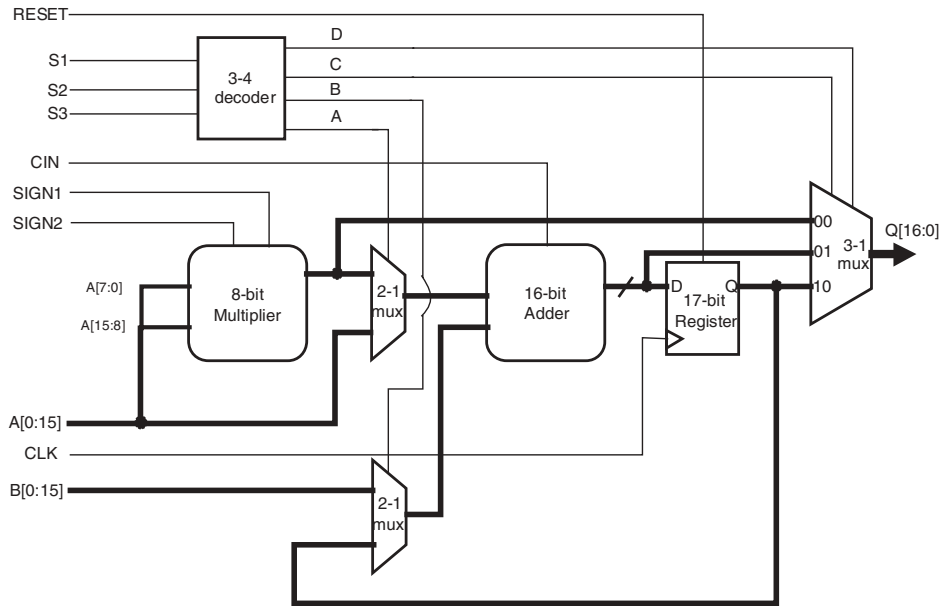 RESET
D
S1
C
3-4
decoder
S2
B
S3
A
CIN
SIGN1
SIGN2
Q[16:0]
00
01
3-1
mux
10
A[7:0]
8-bit
Multiplier
2-1
mux
16-bit
Adder
D
Q
17-bit
Register
A[15:8]
A[0:15]
CLK
B[0:15]
2-1
mux